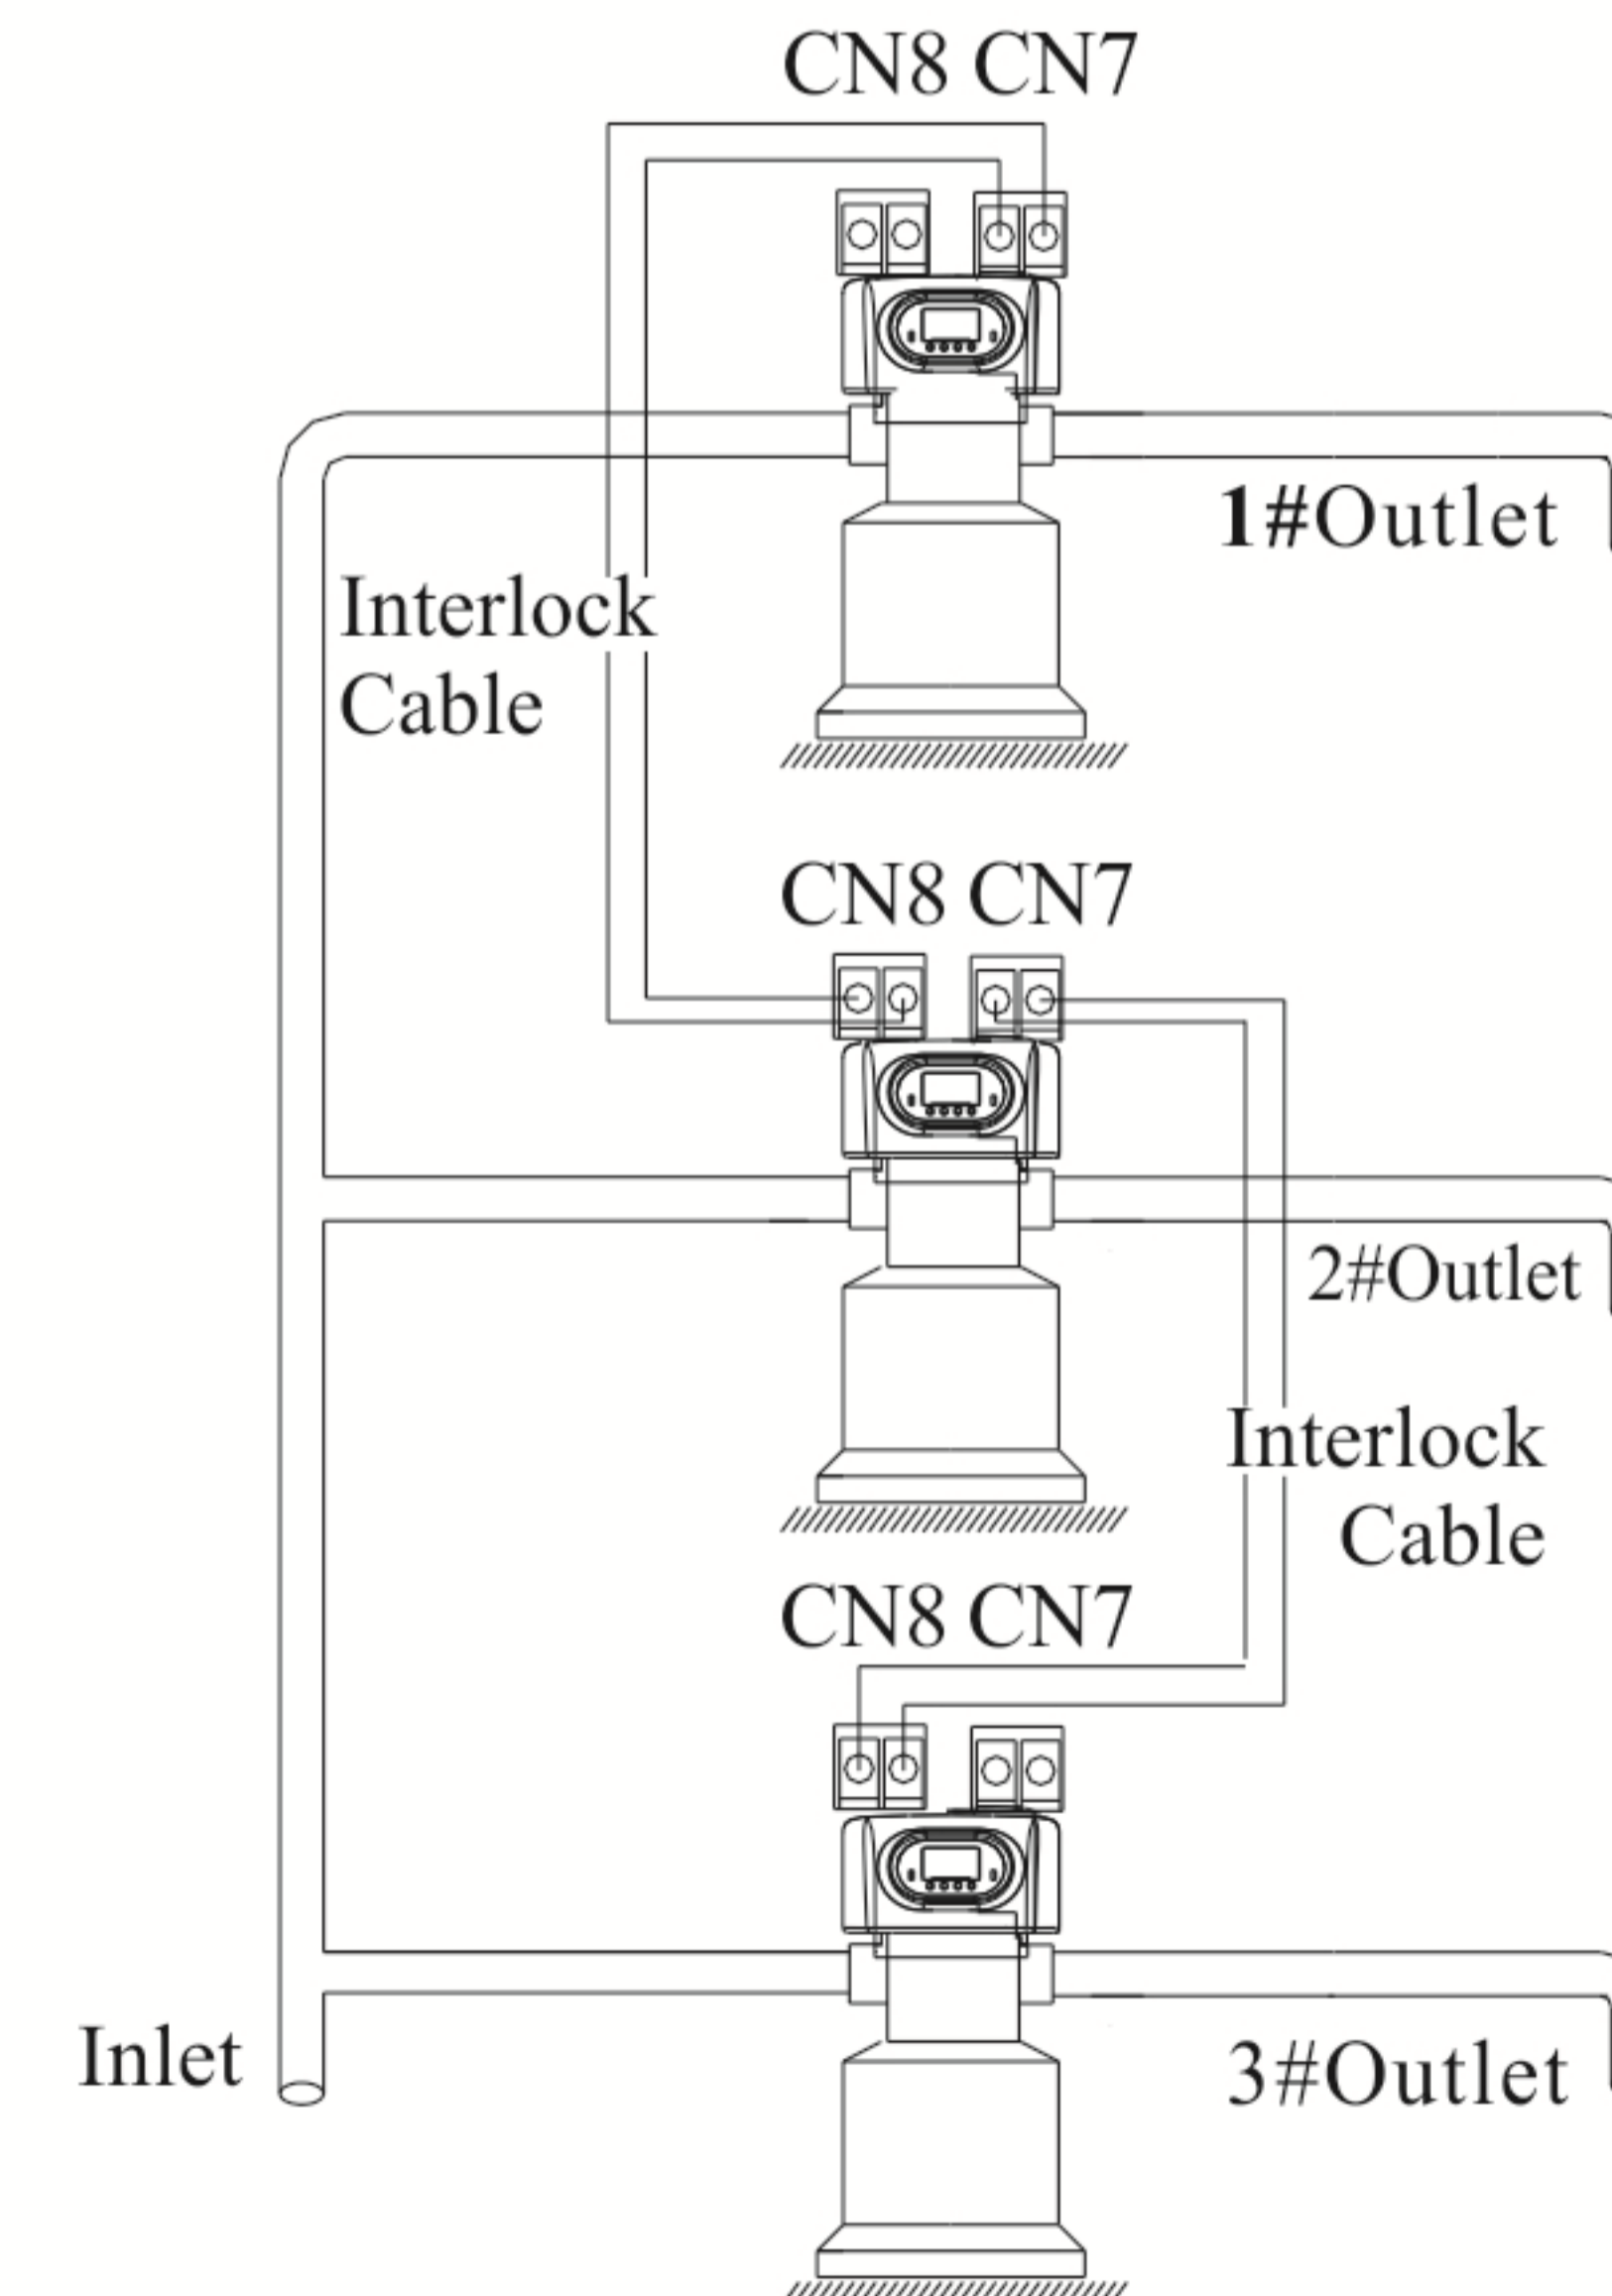 CN8 CN7
1#Outlet
Interlock
Cable
CN8 CN7
2#Outlet
Interlock
Cable
CN8 CN7
Inlet
3#Outlet